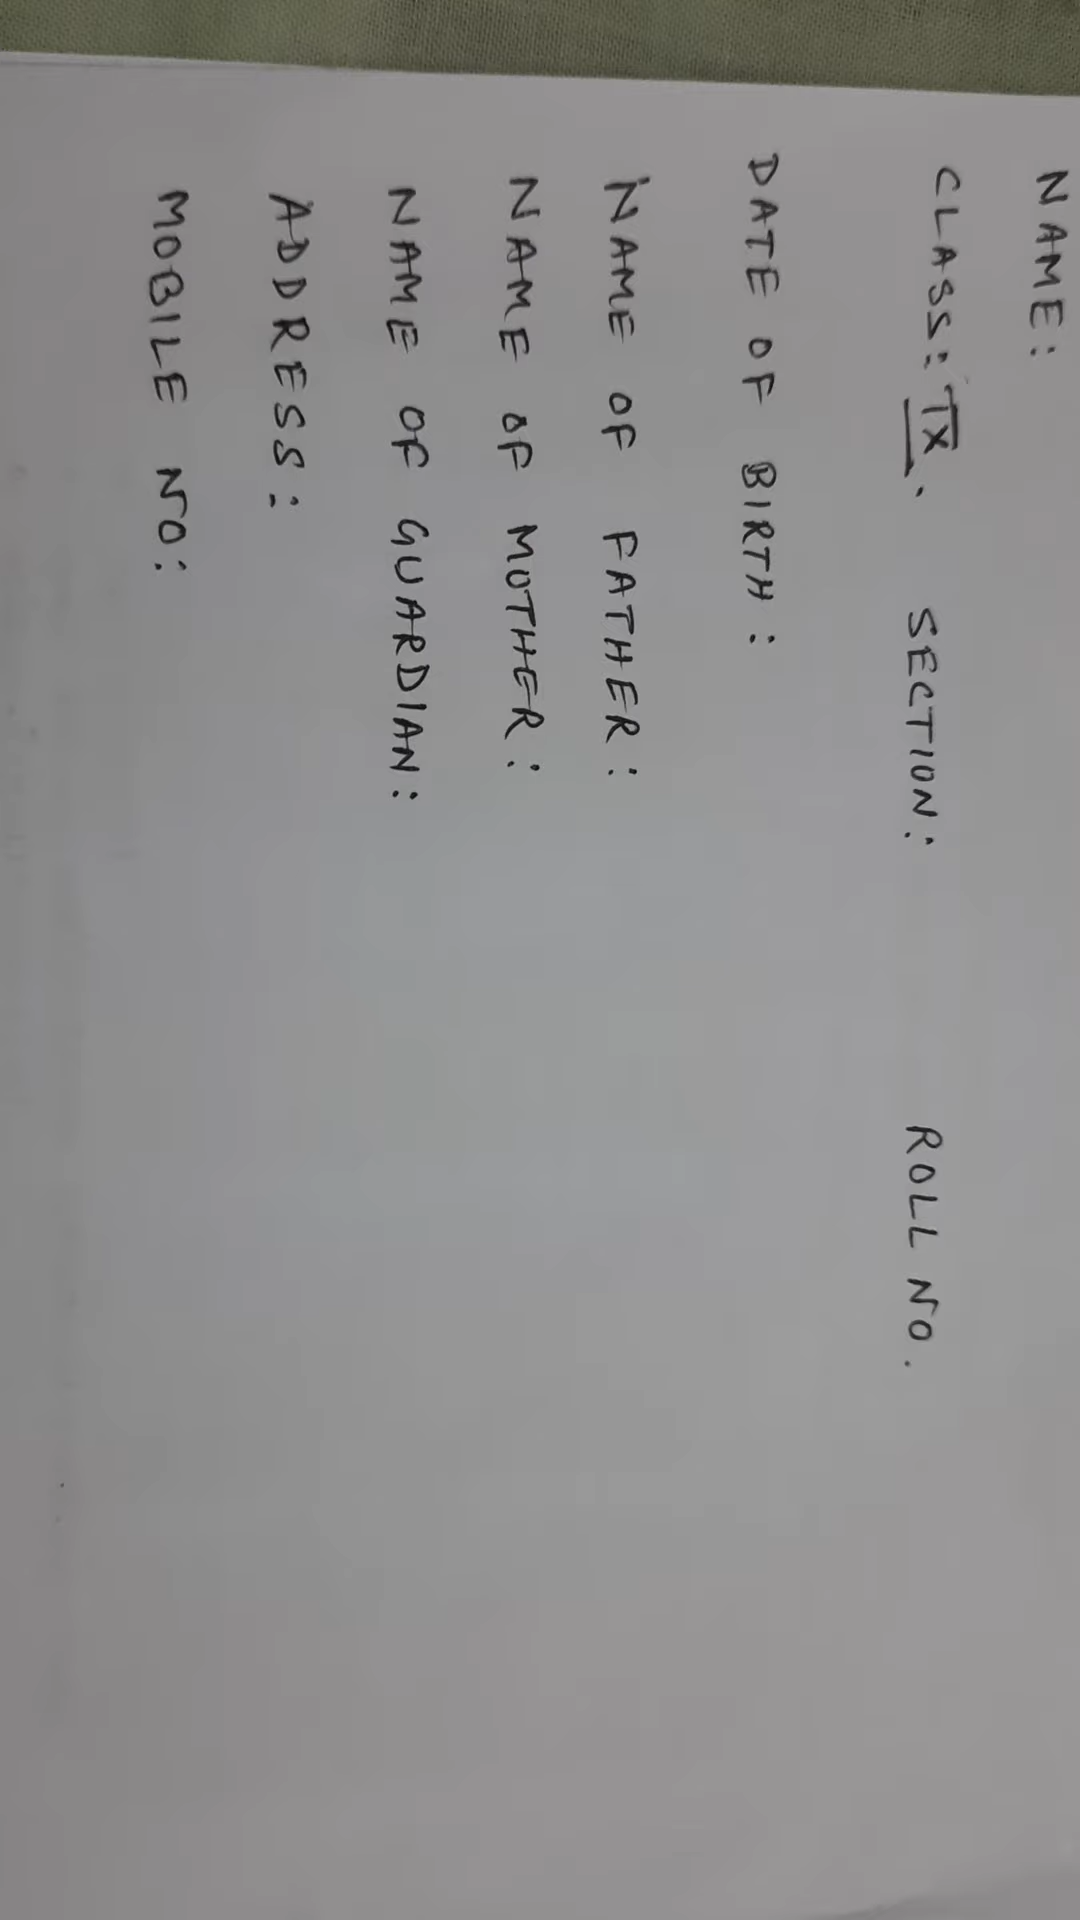 NAME:
CLASS: IX. SECTION: ROLL NO.
DATE OF BIRTH:
NAME OF FATHER:
NAME OF MOTHER:
NAME OF GUARDIAN:
ADDRESS:
MOBILE NO: